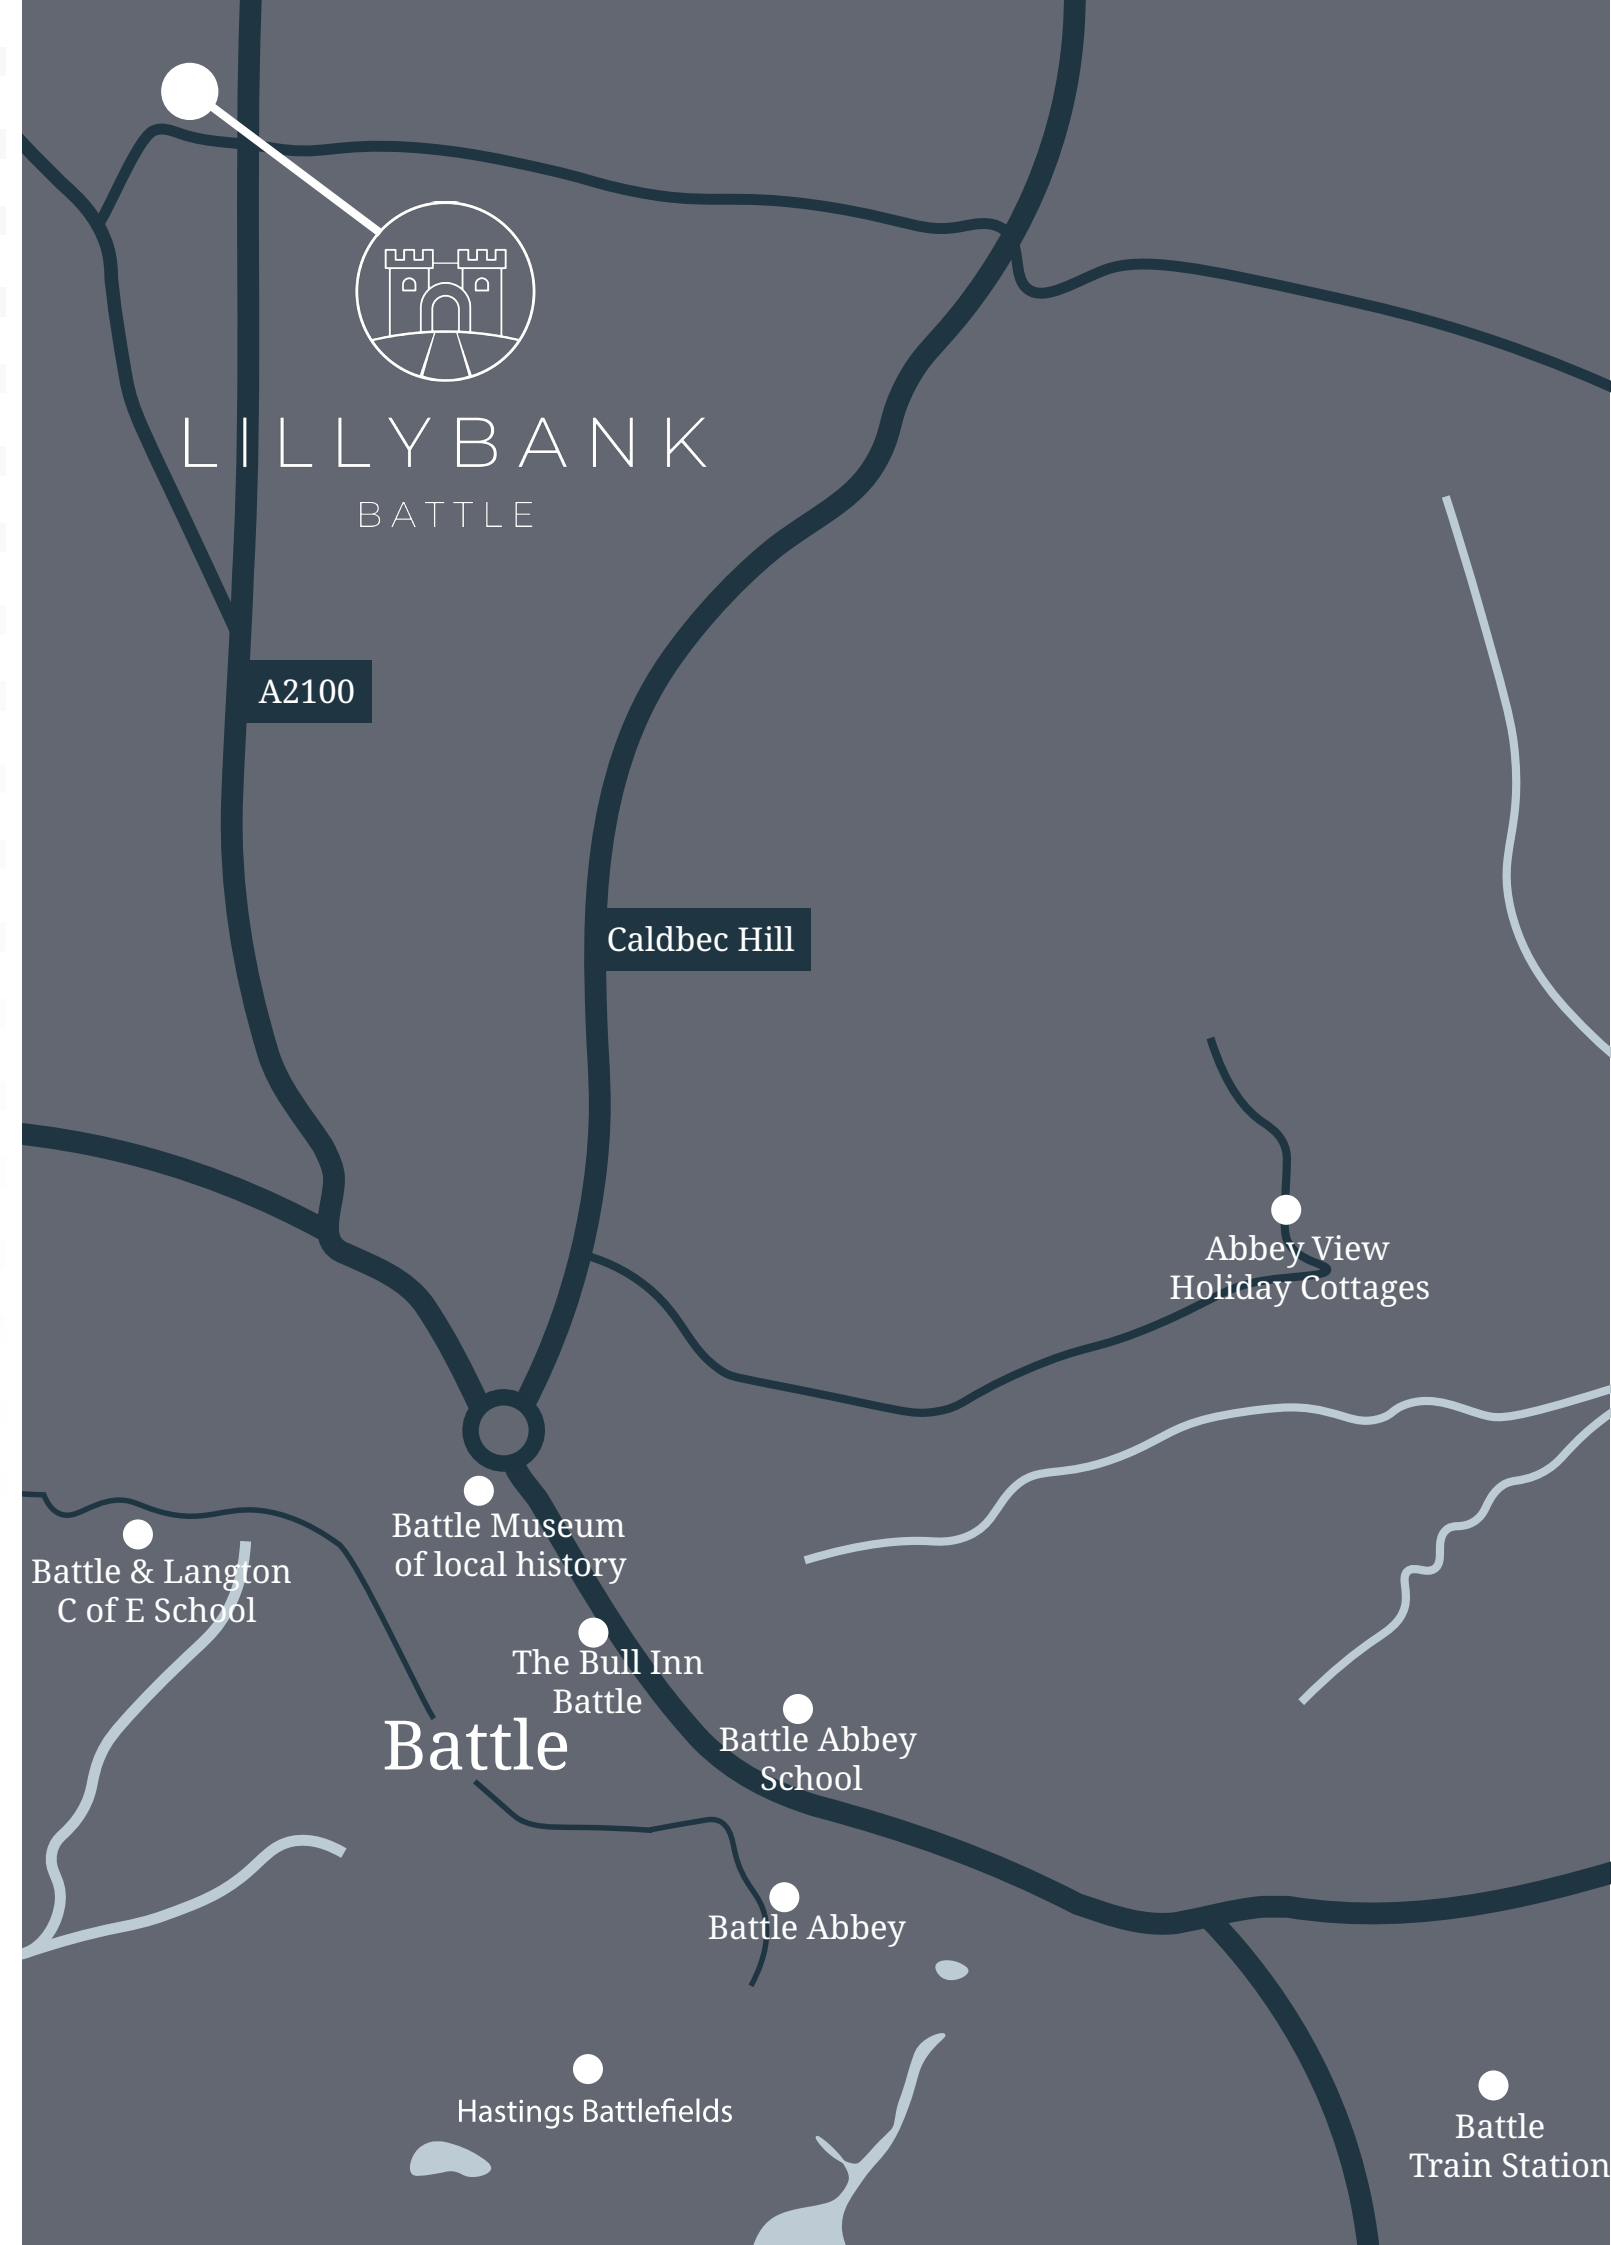 LILLYBANK
BATTLE
A2100
Caldbec Hill
Abbey View
Holiday Cottages
Battle Museum
of local history
Battle & Langton
C of E School
The Bull Inn
Battle
Battle
Battle Abbey
School
Battle Abbey
Hastings Battlefields
Battle
Train Station